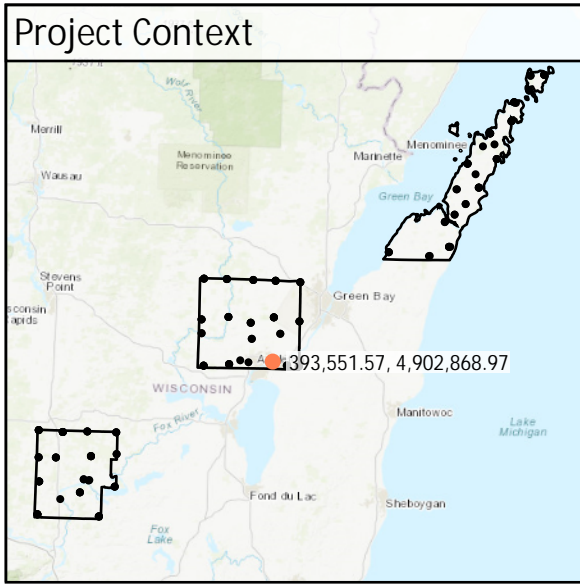 Project Context
Wolf
River
Merrill
Menominee
Menominee
Reservation
Marinette
Wausau
Green Bay
Stevens
Point
sconsin
apids
Green Bay
393,551.57, 4,902,868.97
WISCONSIN
Fox River
Manitowoc
Lake
Michigan
Fond du Lac
Sheboygan
Fox
Lake